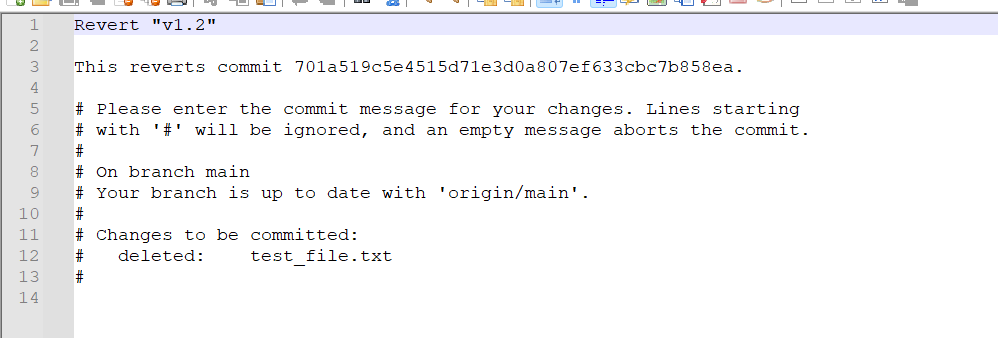 1 Revert "v1.2"
2
3 This reverts commit 701a519c5e4515d71e3d0a807ef633cbc7b858ea.
4
5 # Please enter the commit message for your changes. Lines starting
6 # with '#' will be ignored, and an empty message aborts the commit.
7 #
8 # On branch main
9 # Your branch is up to date with 'origin/main'.
10 #
11 # Changes to be committed:
12 #   deleted:    test_file.txt
13 #
14